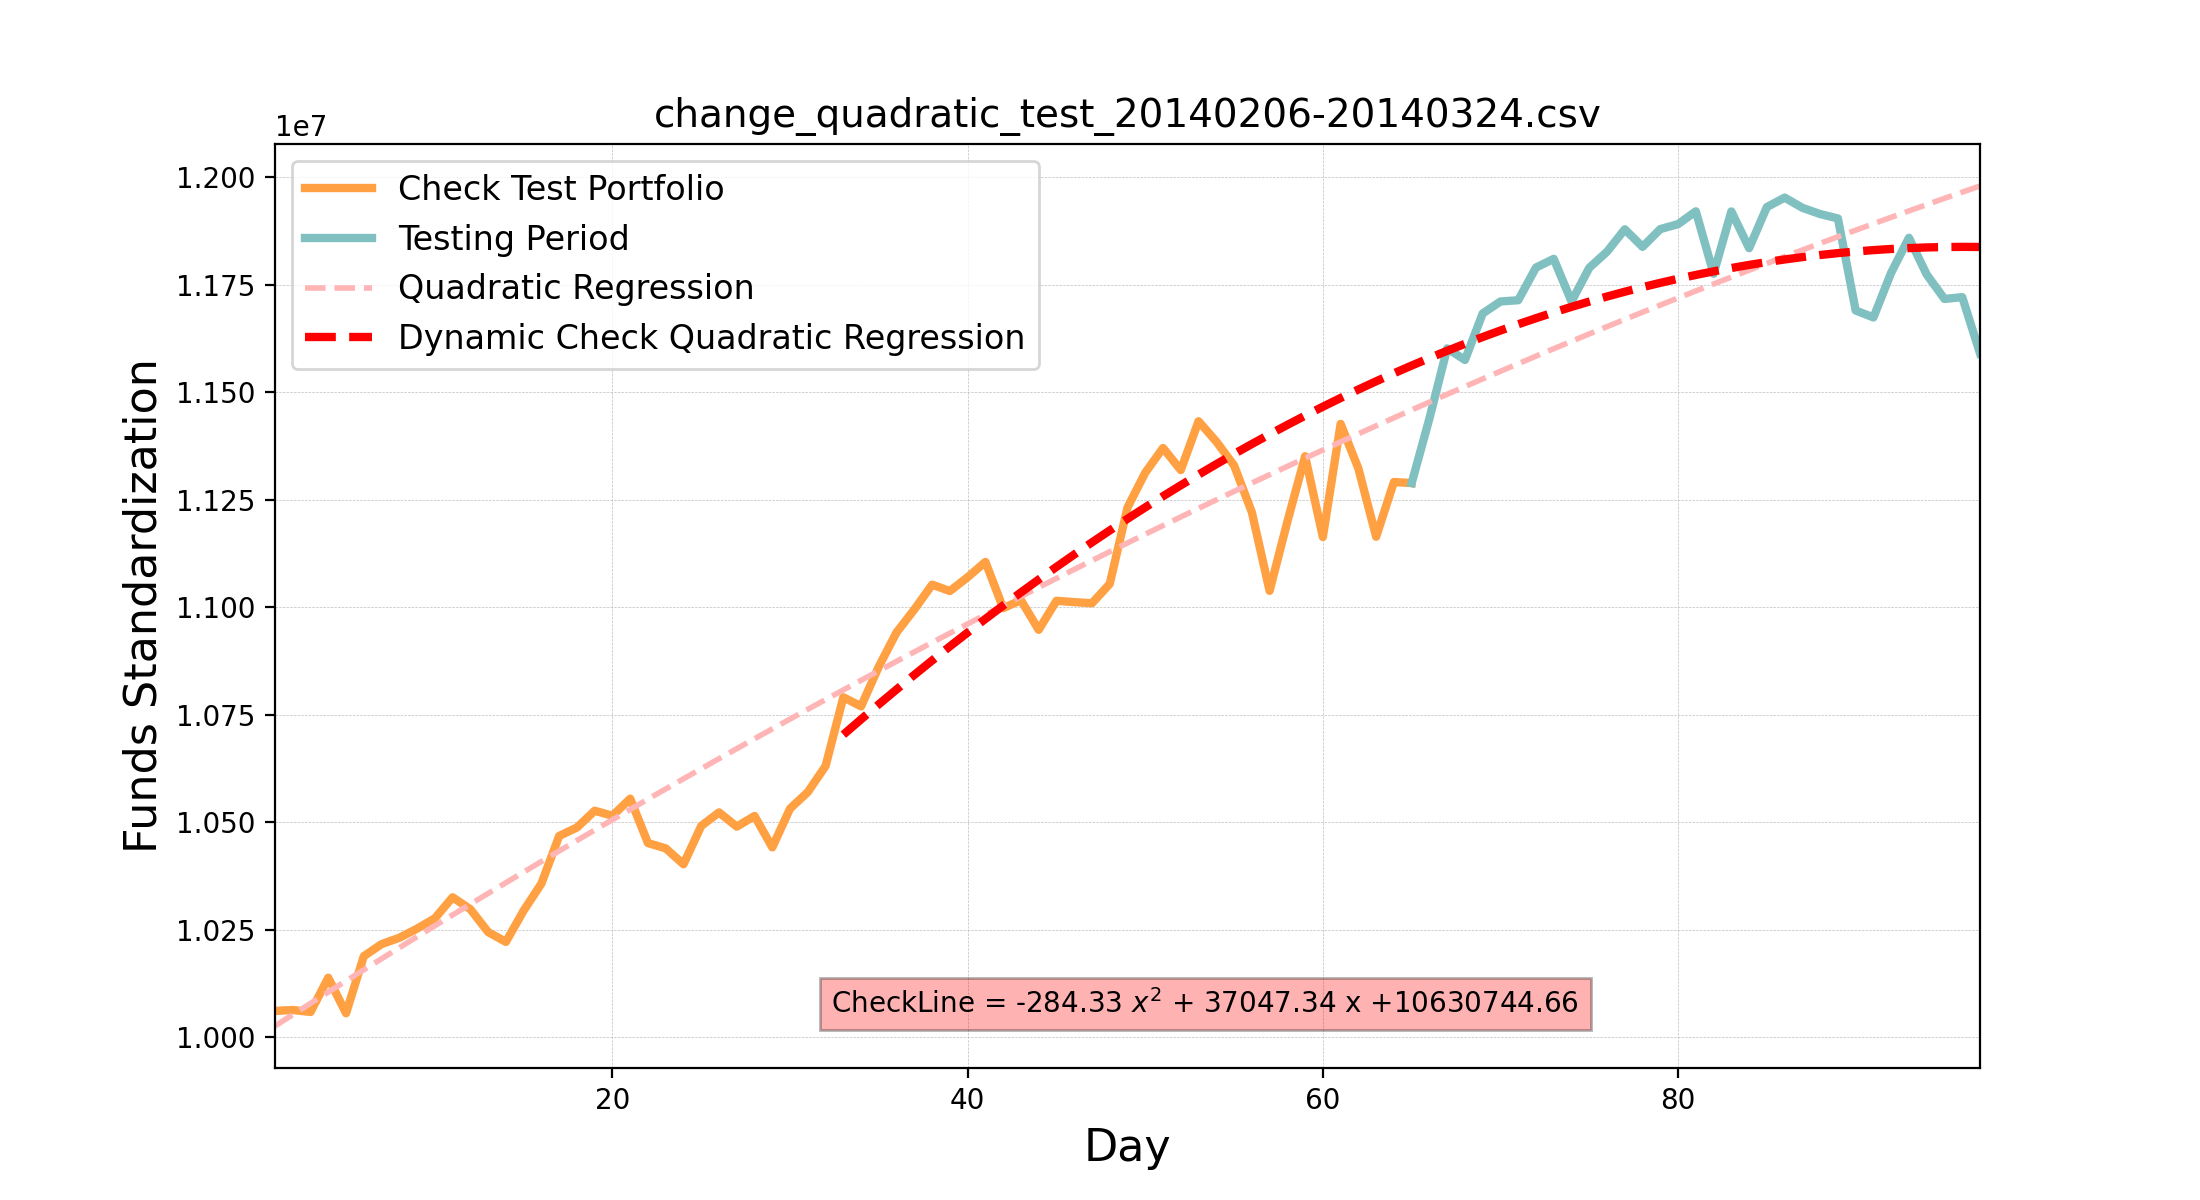 change_quadratic_test_20140206-20140324.csv
1e7
Check Test Portfolio
Testing Period
Quadratic Regression
Dynamic Check Quadratic Regression
1.200
1.175
1.150
1.125
1.100
1.075
1.050
1.025
1.000
Funds Standardization
CheckLine = -284.33 x² + 37047.34 x +10630744.66
20 40 60 80
Day